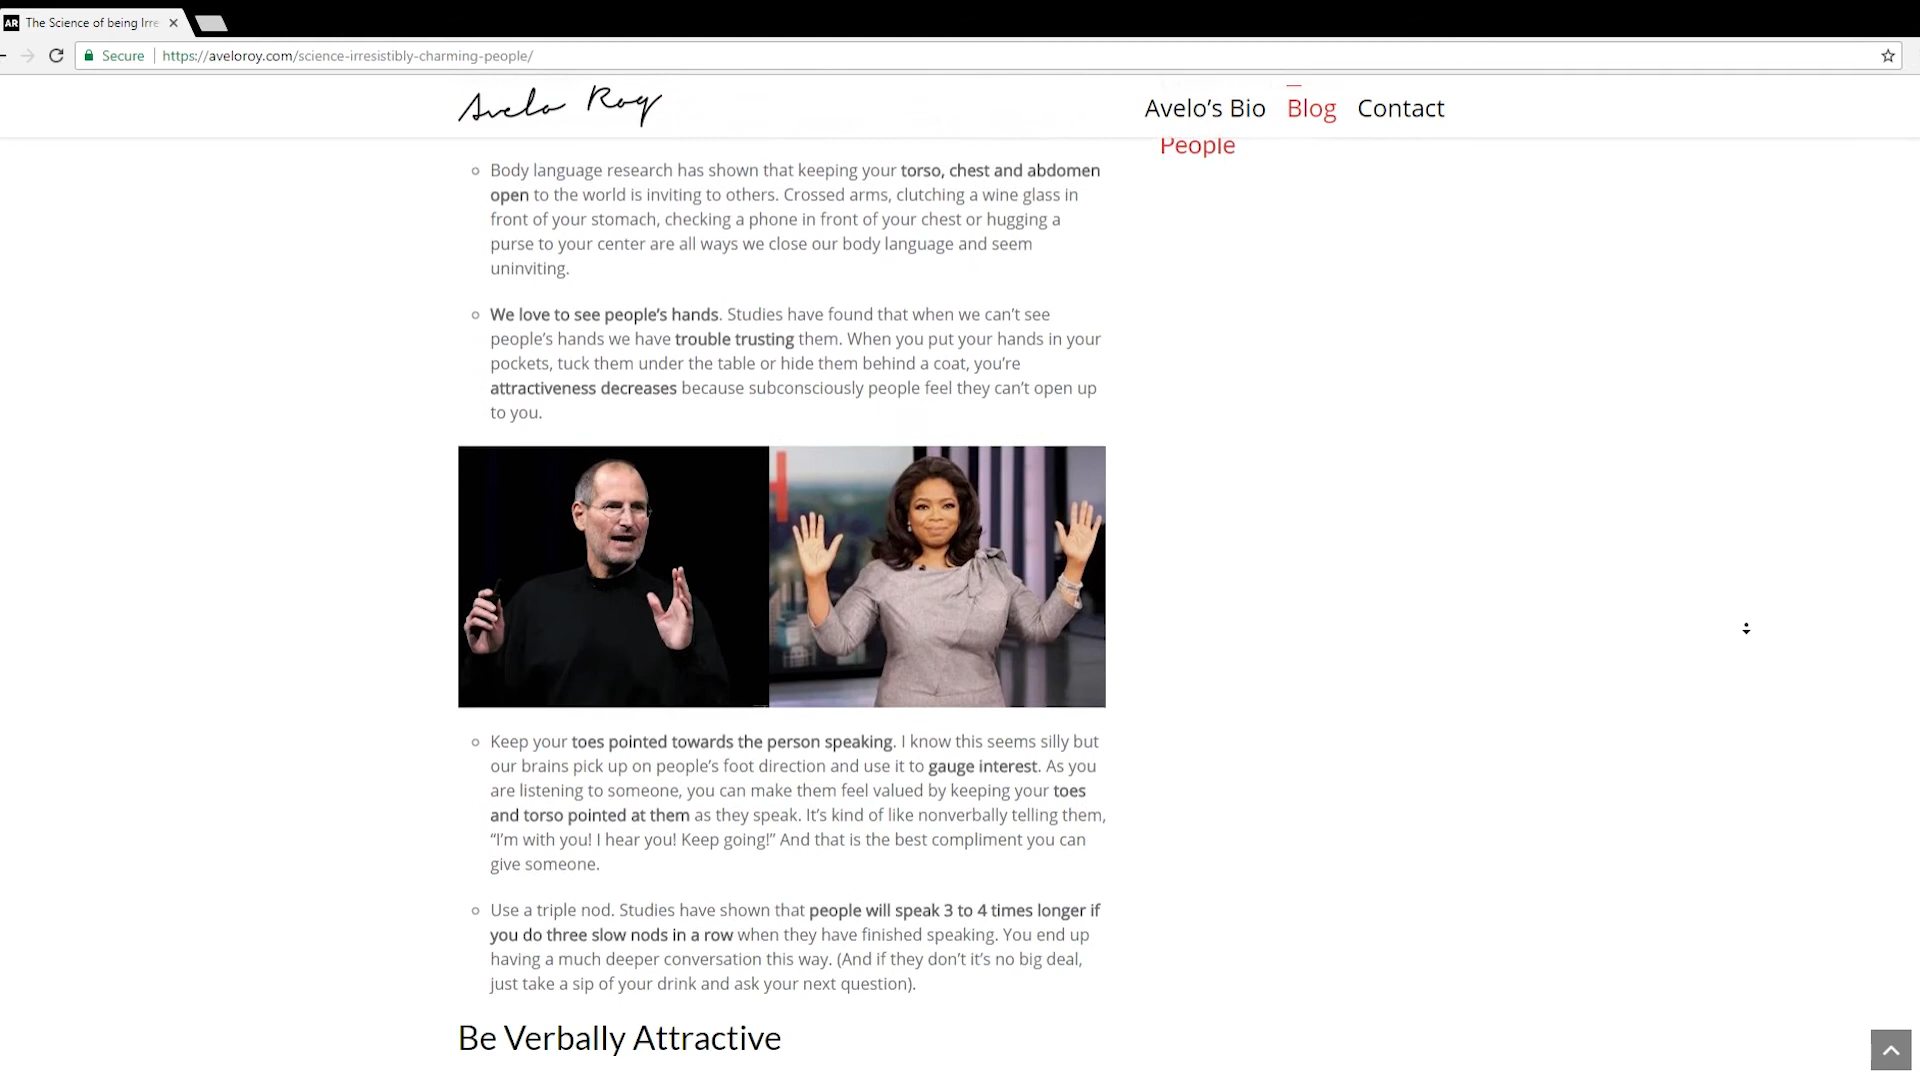 AR The Science of being Irre
Secure https://aveloroy.com/science-irresistibly-charming-people/
Avelo Roy
Avelo’s Bio Blog Contact
People
Body language research has shown that keeping your torso, chest and abdomen
open to the world is inviting to others. Crossed arms, clutching a wine glass in
front of your stomach, checking a phone in front of your chest or hugging a
purse to your center are all ways we close our body language and seem
uninviting.
We love to see people’s hands. Studies have found that when we can’t see
people’s hands we have trouble trusting them. When you put your hands in your
pockets, tuck them under the table or hide them behind a coat, you’re
attractiveness decreases because subconsciously people feel they can’t open up
to you.
Keep your toes pointed towards the person speaking. I know this seems silly but
our brains pick up on people’s foot direction and use it to gauge interest. As you
are listening to someone, you can make them feel valued by keeping your toes
and torso pointed at them as they speak. It’s kind of like nonverbally telling them,
“I’m with you! I hear you! Keep going!” And that is the best compliment you can
give someone.
Use a triple nod. Studies have shown that people will speak 3 to 4 times longer if
you do three slow nods in a row when they have finished speaking. You end up
having a much deeper conversation this way. (And if they don’t it’s no big deal,
just take a sip of your drink and ask your next question).
Be Verbally Attractive